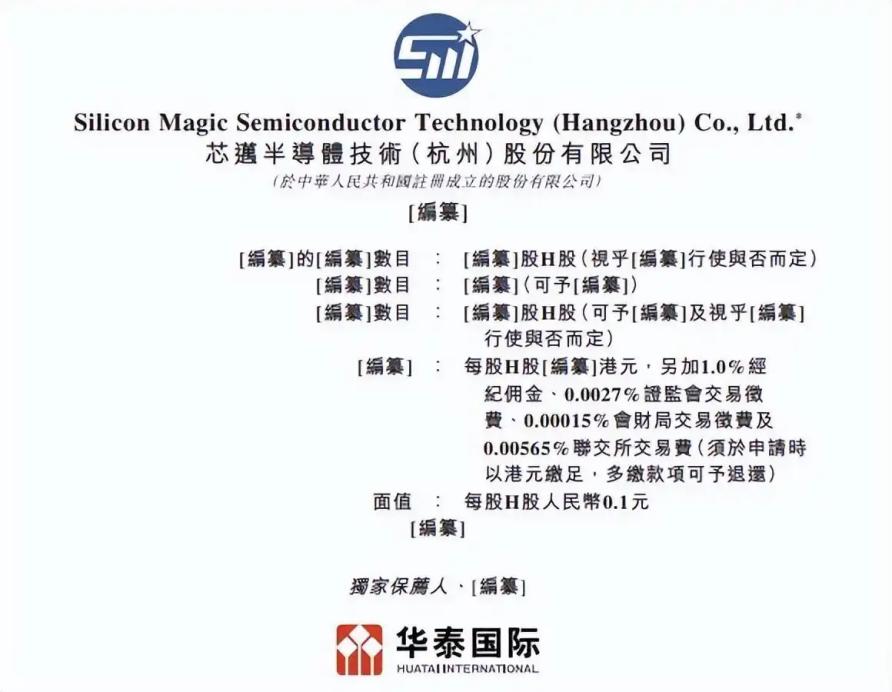 Silicon Magic Semiconductor Technology (Hangzhou) Co., Ltd.*
芯邁半導體技術(杭州)股份有限公司
(於中華人民共和國註冊成立的股份有限公司)
[編纂]
[編纂]的[編纂]數目 : [編纂]股H股(視乎[編纂]行使與否而定)
[編纂]數目 : [編纂](可予[編纂])
[編纂]數目 : [編纂]股H股(可予[編纂]及視乎[編纂]
行使與否而定)
[編纂] : 每股H股[編纂]港元，另加1.0%經
紀佣金、0.0027%證監會交易徵
費、0.00015%會財局交易徵費及
0.00565%聯交所交易費(須於申請時
以港元繳足，多繳款項可予退還)
面值 : 每股H股人民幣0.1元
[編纂]
獨家保薦人、[編纂]
华泰国际
HUATAI INTERNATIONAL